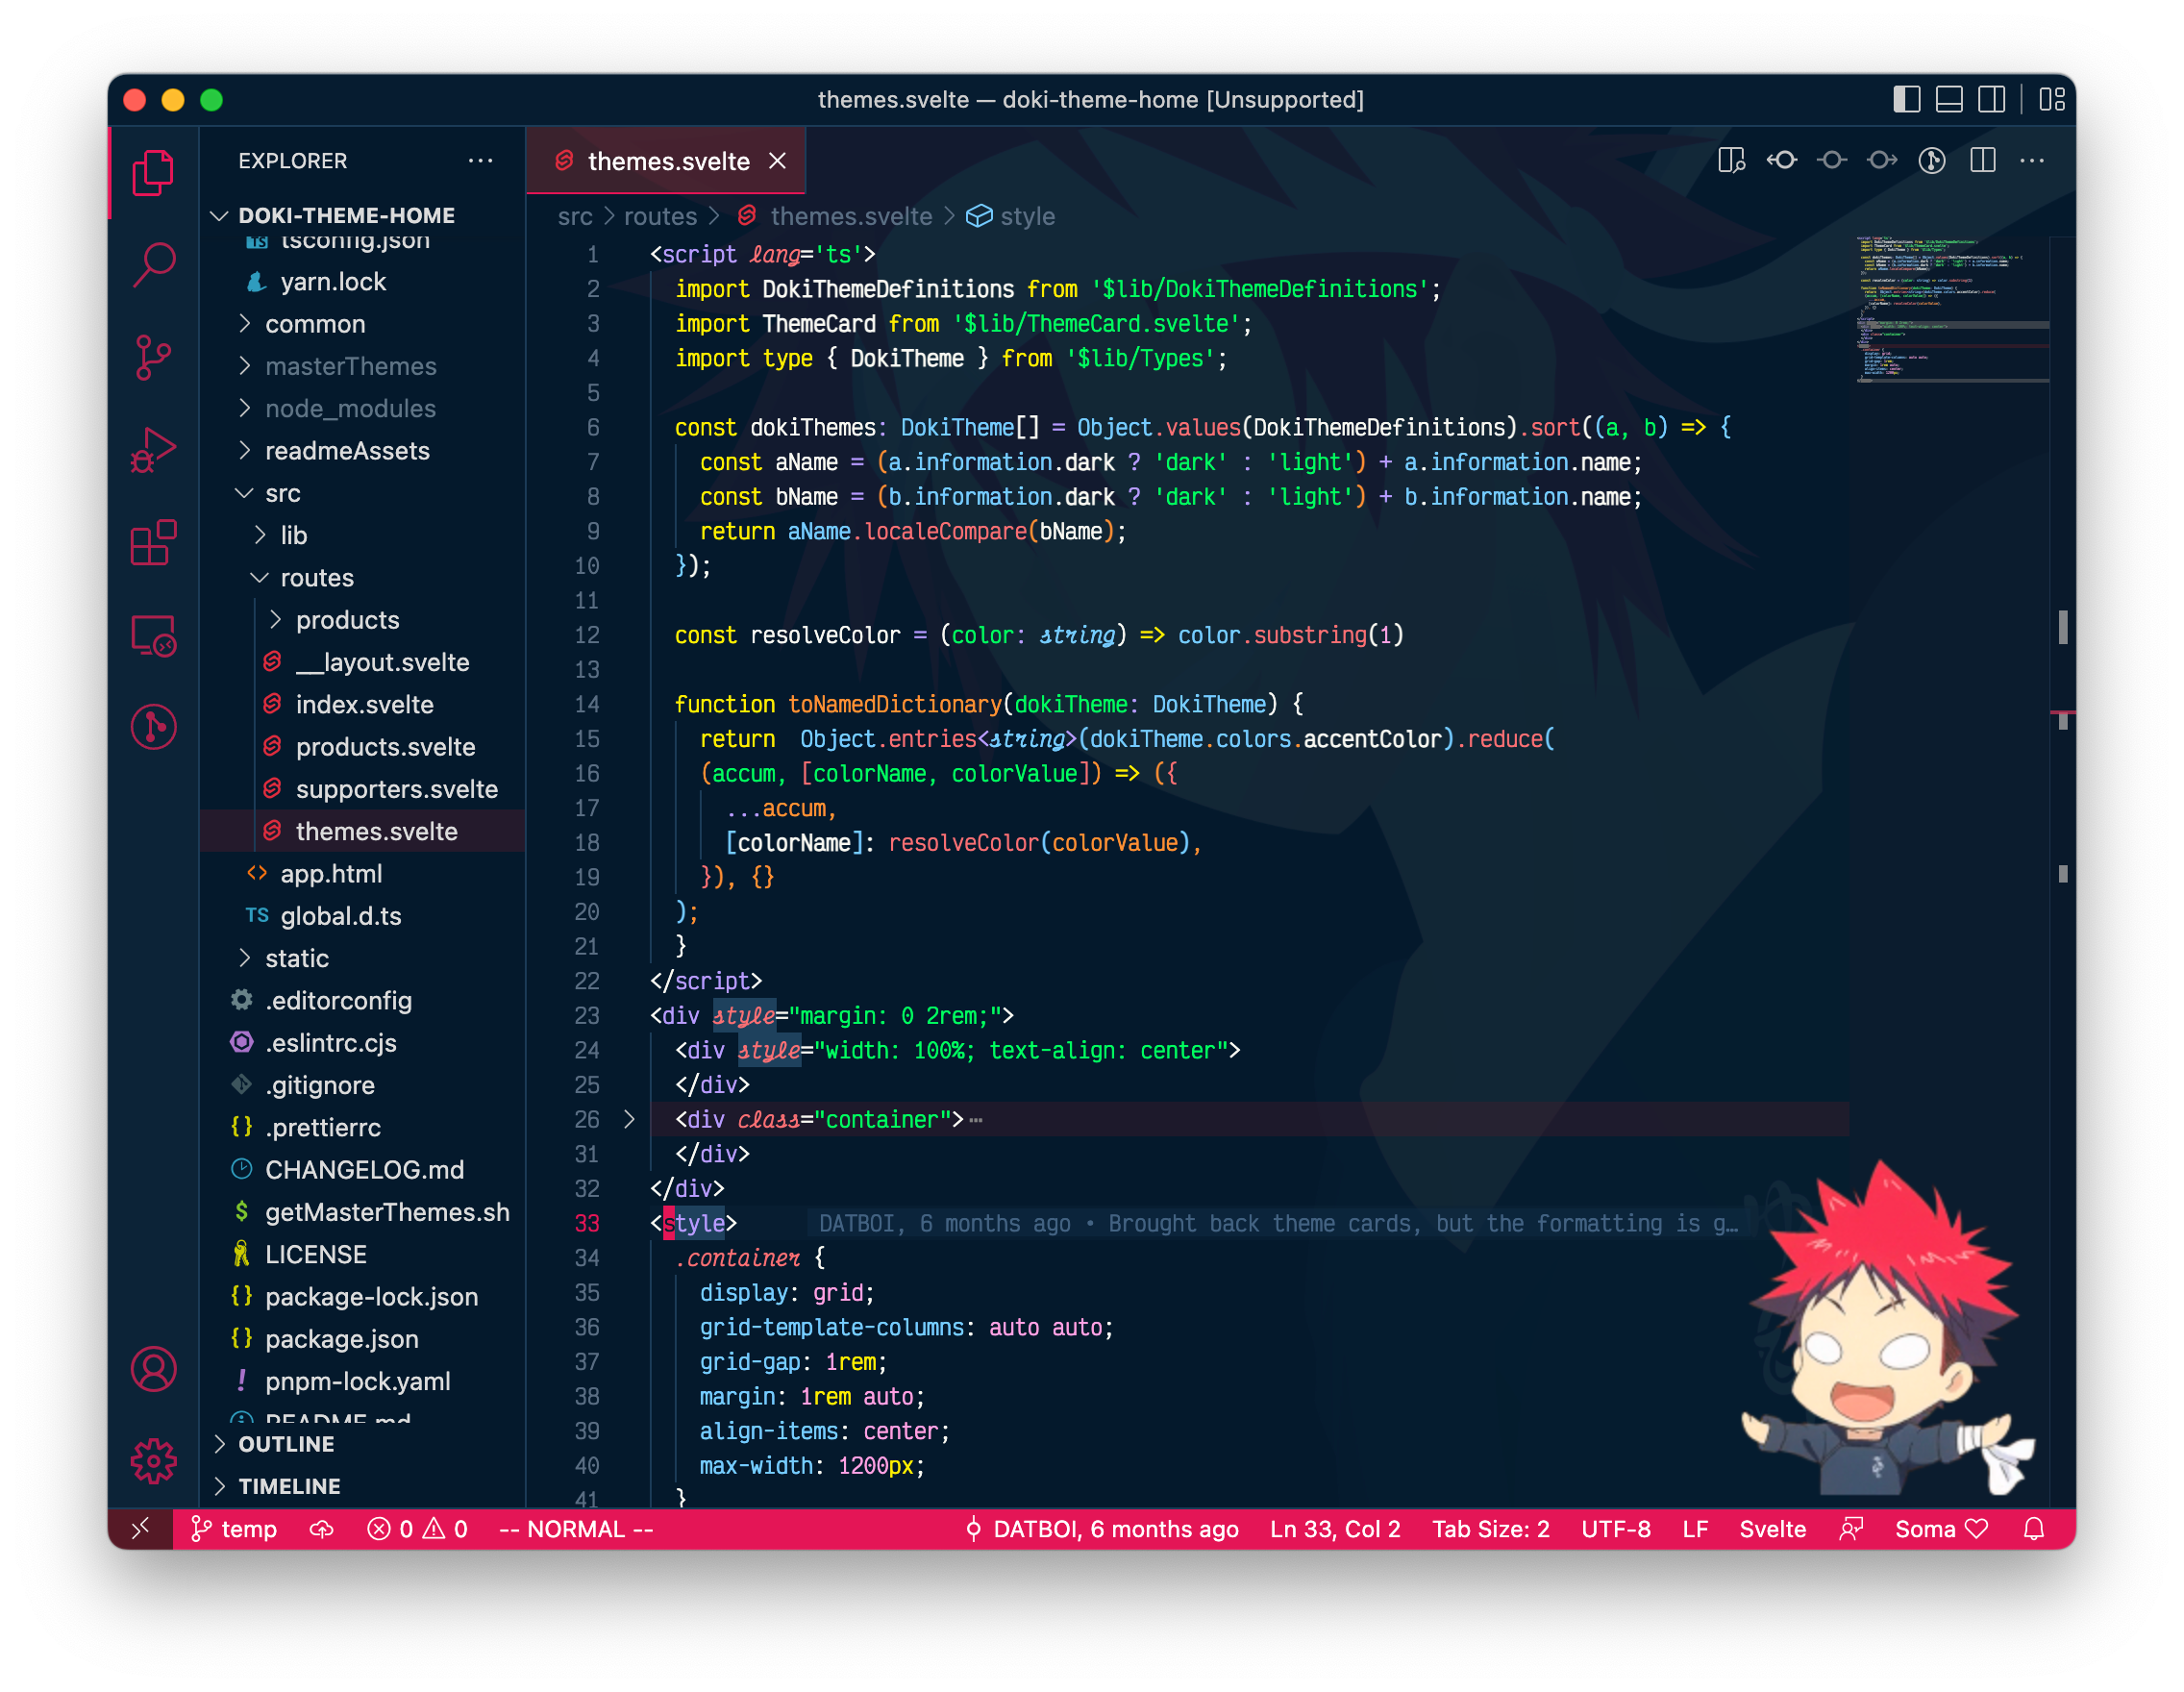 themes.svelte — doki-theme-home [Unsupported]
EXPLORER
DOKI-THEME-HOME
TS tsconfig.json
yarn.lock
common
masterThemes
node_modules
readmeAssets
src
lib
routes
products
__layout.svelte
index.svelte
products.svelte
supporters.svelte
themes.svelte
app.html
TS global.d.ts
static
.editorconfig
.eslintrc.cjs
.gitignore
{} .prettierrc
CHANGELOG.md
$ getMasterThemes.sh
LICENSE
{} package-lock.json
{} package.json
! pnpm-lock.yaml
README.md
OUTLINE
TIMELINE
themes.svelte
src > routes > themes.svelte > style
1 <script lang='ts'>
2 import DokiThemeDefinitions from '$lib/DokiThemeDefinitions';
3 import ThemeCard from '$lib/ThemeCard.svelte';
4 import type { DokiTheme } from '$lib/Types';
5
6 const dokiThemes: DokiTheme[] = Object.values(DokiThemeDefinitions).sort((a, b) => {
7 const aName = (a.information.dark ? 'dark' : 'light') + a.information.name;
8 const bName = (b.information.dark ? 'dark' : 'light') + b.information.name;
9 return aName.localeCompare(bName);
10 });
11
12 const resolveColor = (color: string) => color.substring(1)
13
14 function toNamedDictionary(dokiTheme: DokiTheme) {
15 return  Object.entries<string>(dokiTheme.colors.accentColor).reduce(
16 (accum, [colorName, colorValue]) => ({
17 ...accum,
18 [colorName]: resolveColor(colorValue),
19 }), {}
20 );
21 }
22 </script>
23 <div style="margin: 0 2rem;">
24 <div style="width: 100%; text-align: center">
25 </div>
26 <div class="container">⋯
31 </div>
32 </div>
33 <style> DATBOI, 6 months ago • Brought back theme cards, but the formatting is g…
34 .container {
35 display: grid;
36 grid-template-columns: auto auto;
37 grid-gap: 1rem;
38 margin: 1rem auto;
39 align-items: center;
40 max-width: 1200px;
41 }
temp 0 0 -- NORMAL -- DATBOI, 6 months ago Ln 33, Col 2 Tab Size: 2 UTF-8 LF Svelte Soma ♡